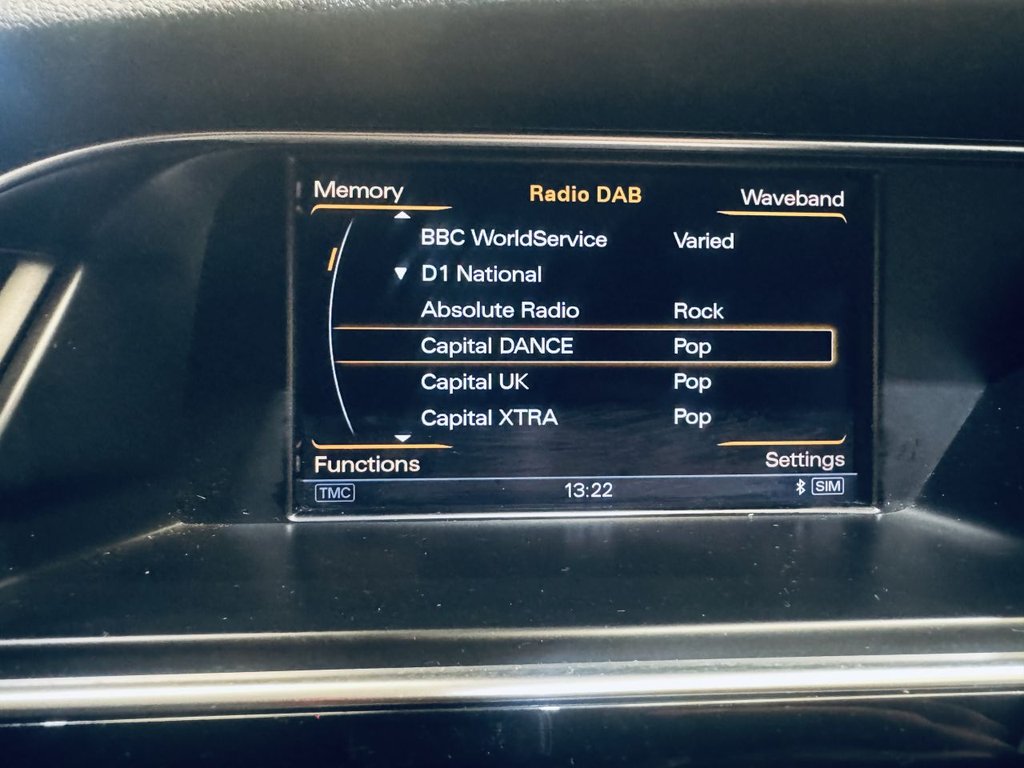 Memory Radio DAB Waveband
BBC WorldService Varied
D1 National
Absolute Radio Rock
Capital DANCE Pop
Capital UK Pop
Capital XTRA Pop
Functions Settings
TMC 13:22 SIM